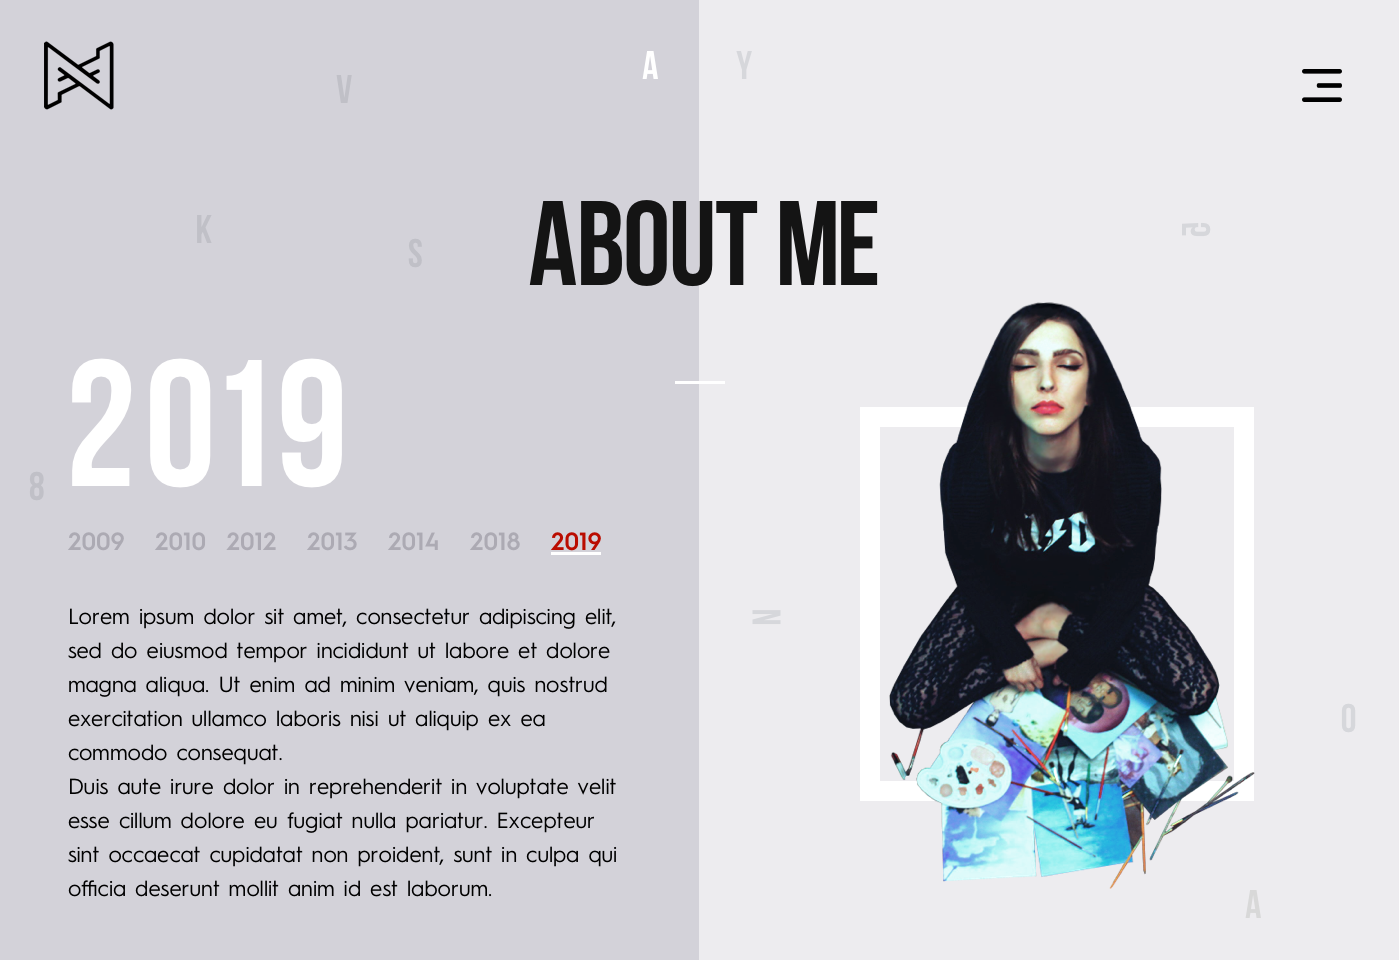 A
Y
V
K
S
ABOUT ME
G
2019
8
2009 2010 2012 2013 2014 2018 2019
Lorem ipsum dolor sit amet, consectetur adipiscing elit,
sed do eiusmod tempor incididunt ut labore et dolore
magna aliqua. Ut enim ad minim veniam, quis nostrud
exercitation ullamco laboris nisi ut aliquip ex ea
commodo consequat.
Duis aute irure dolor in reprehenderit in voluptate velit
esse cillum dolore eu fugiat nulla pariatur. Excepteur
sint occaecat cupidatat non proident, sunt in culpa qui
officia deserunt mollit anim id est laborum.
N
O
A